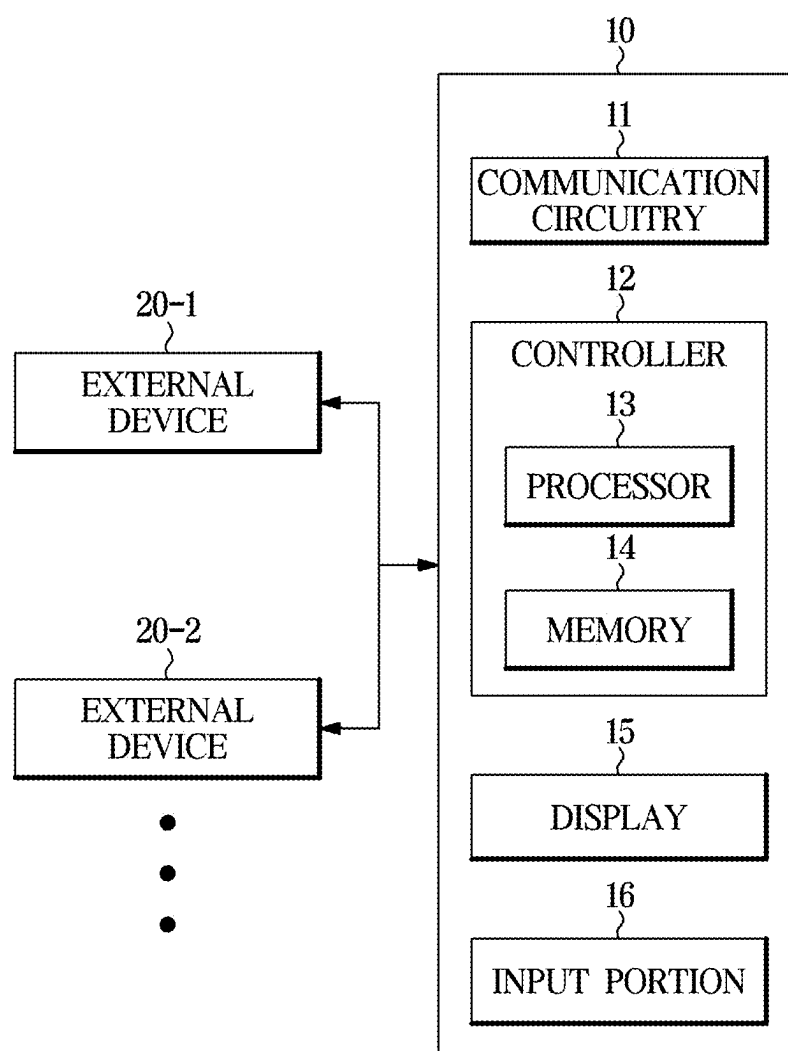 10
11
COMMUNICATION
CIRCUITRY
12
CONTROLLER
13
PROCESSOR
14
MEMORY
15
DISPLAY
16
INPUT PORTION
20-1
EXTERNAL
DEVICE
20-2
EXTERNAL
DEVICE